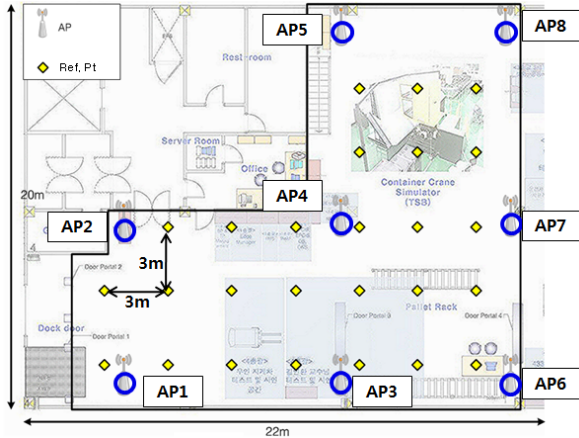 AP5
AP8
AP
Ref, Pt
Rest-room
Server Room
Office
Container Crane
Simulator
(TSS)
20m
AP4
AP2
AP7
4
Door Portal 2
3m
3m
Pallet Rack
Dock door
Door Portal 1
Door Portal 3
Door Portal 4
AP1
AP3
AP6
22m